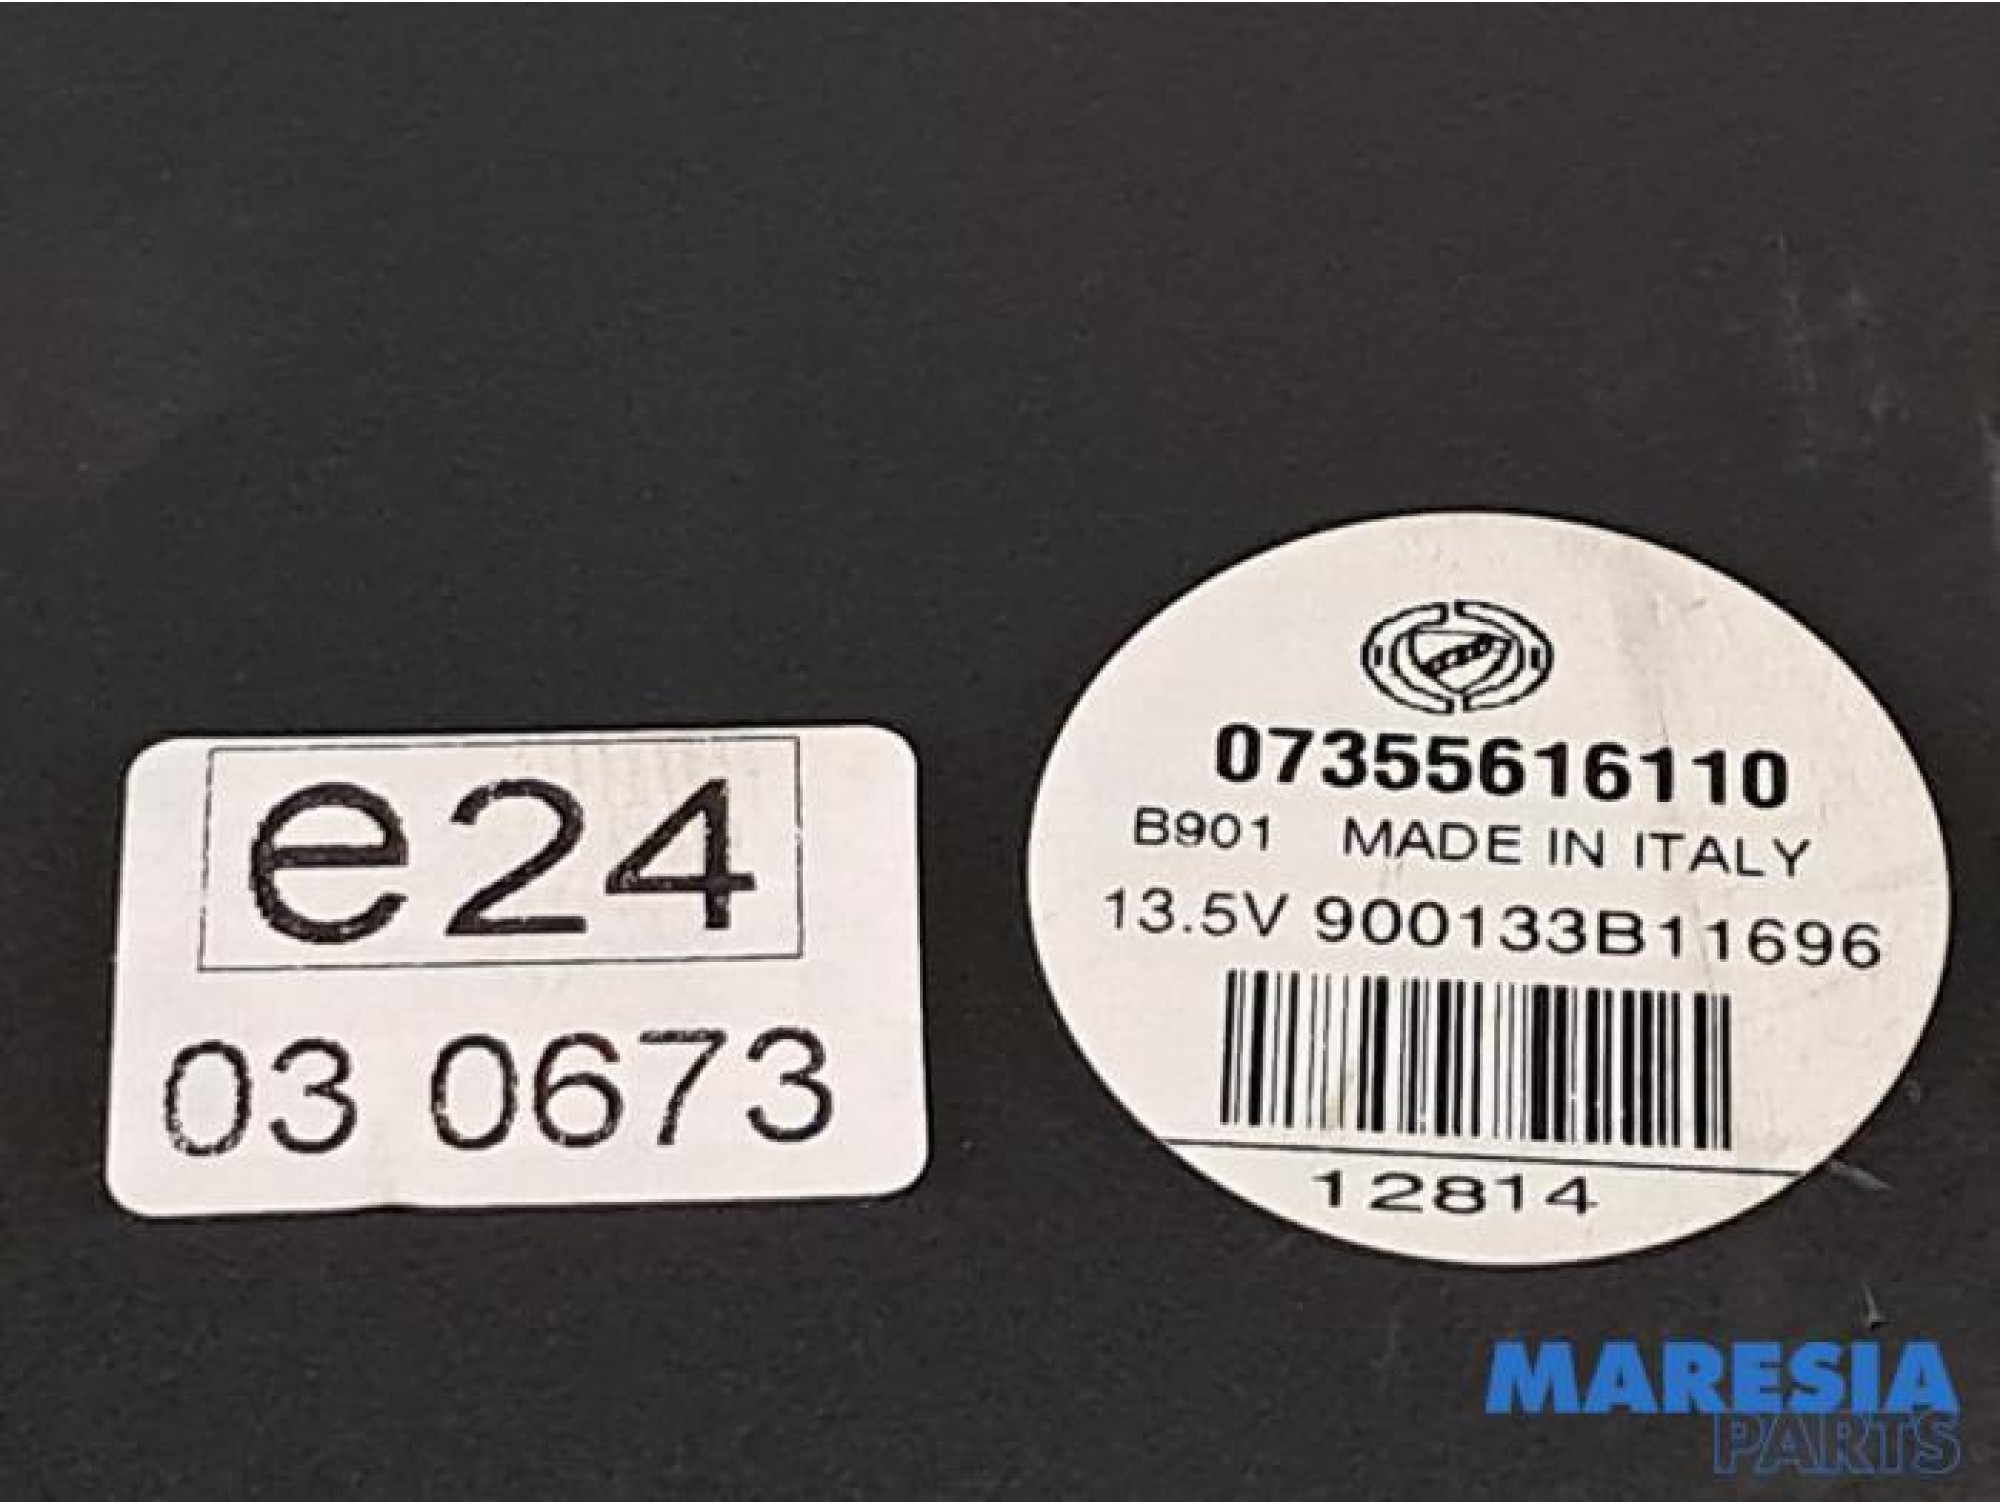 e24
03 0673
07355616110
B901 MADE IN ITALY
13.5V 900133B11696
12814
MARESIA
PARTS